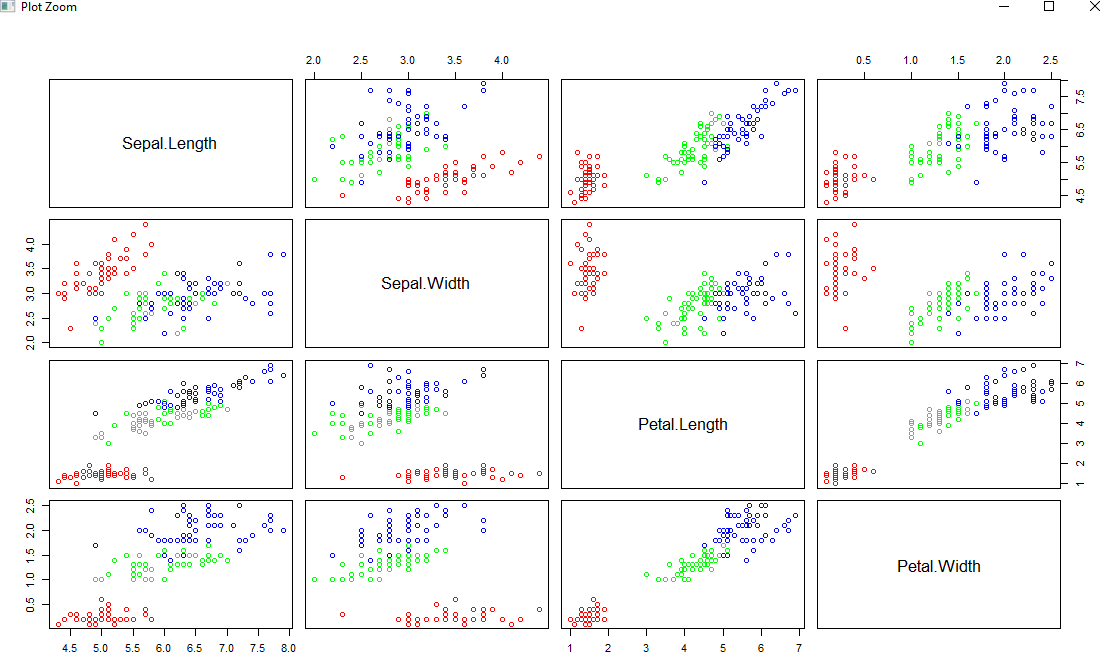 Plot Zoom
2.0 2.5 3.0 3.5 4.0
0.5 1.0 1.5 2.0 2.5
Sepal.Length
4.5 5.5 6.5 7.5
2.0 2.5 3.0 3.5 4.0
Sepal.Width
Petal.Length
1 2 3 4 5 6 7
0.5 1.0 1.5 2.0 2.5
Petal.Width
4.5 5.0 5.5 6.0 6.5 7.0 7.5 8.0
1 2 3 4 5 6 7